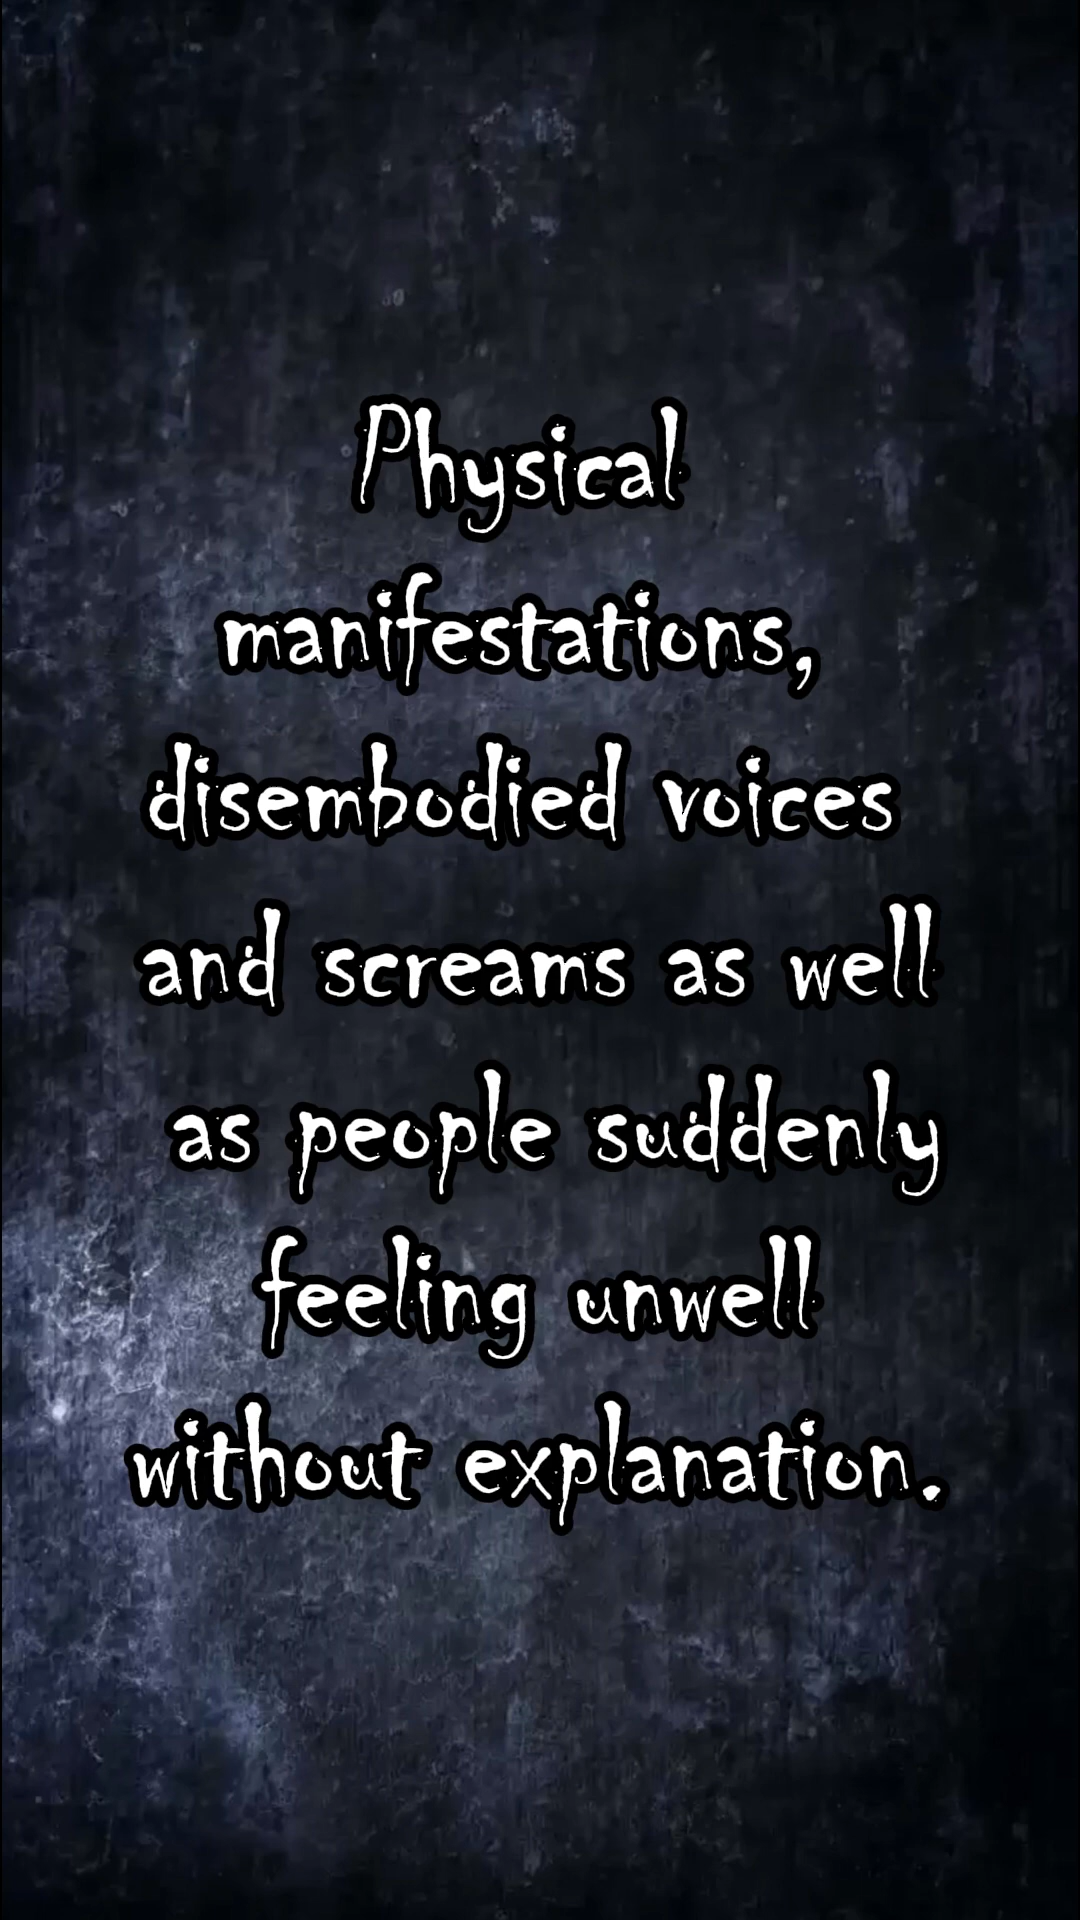 Physical
manifestations,
disembodied voices
and screams as well
as people suddenly
feeling unwell
without explanation.